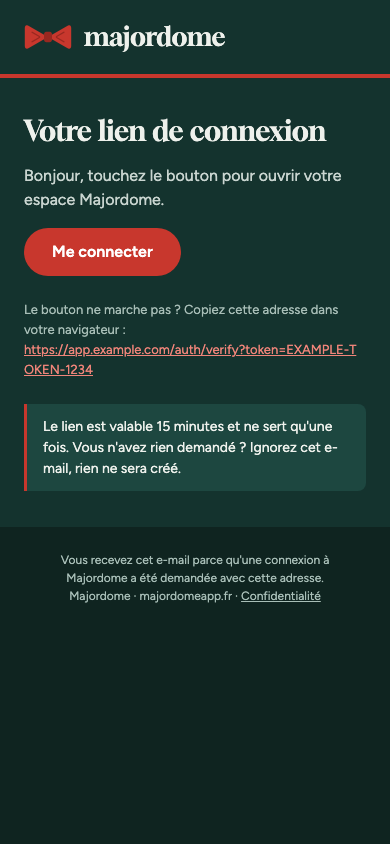 majordome
Votre lien de connexion
Bonjour, touchez le bouton pour ouvrir votre
espace Majordome.
Me connecter
Le bouton ne marche pas ? Copiez cette adresse dans
votre navigateur :
https://app.example.com/auth/verify?token=EXAMPLE-T
OKEN-1234
Le lien est valable 15 minutes et ne sert qu'une
fois. Vous n'avez rien demandé ? Ignorez cet e-
mail, rien ne sera créé.
Vous recevez cet e-mail parce qu'une connexion à
Majordome a été demandée avec cette adresse.
Majordome · majordomeapp.fr · Confidentialité